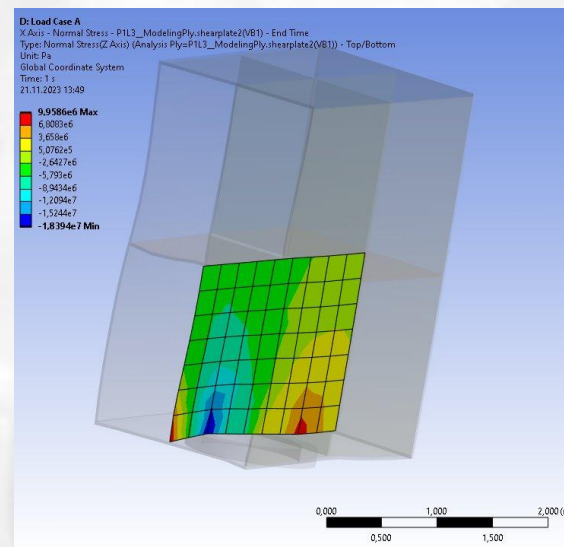 D: Load Case A
X Axis - Normal Stress - P1L3__ModelingPly.shearplate2(VB1) - End Time
Type: Normal Stress(Z Axis) (Analysis Ply=P1L3__ModelingPly.shearplate2(VB1)) - Top/Bottom
Unit: Pa
Global Coordinate System
Time: 1 s
21.11.2023 13:49
9,9586e6 Max
6,8083e6
3,658e6
5,0762e5
-2,6427e6
-5,793e6
-8,9434e6
-1,2094e7
-1,5244e7
-1,8394e7 Min
0,000 1,000 2,000 (
0,500 1,500